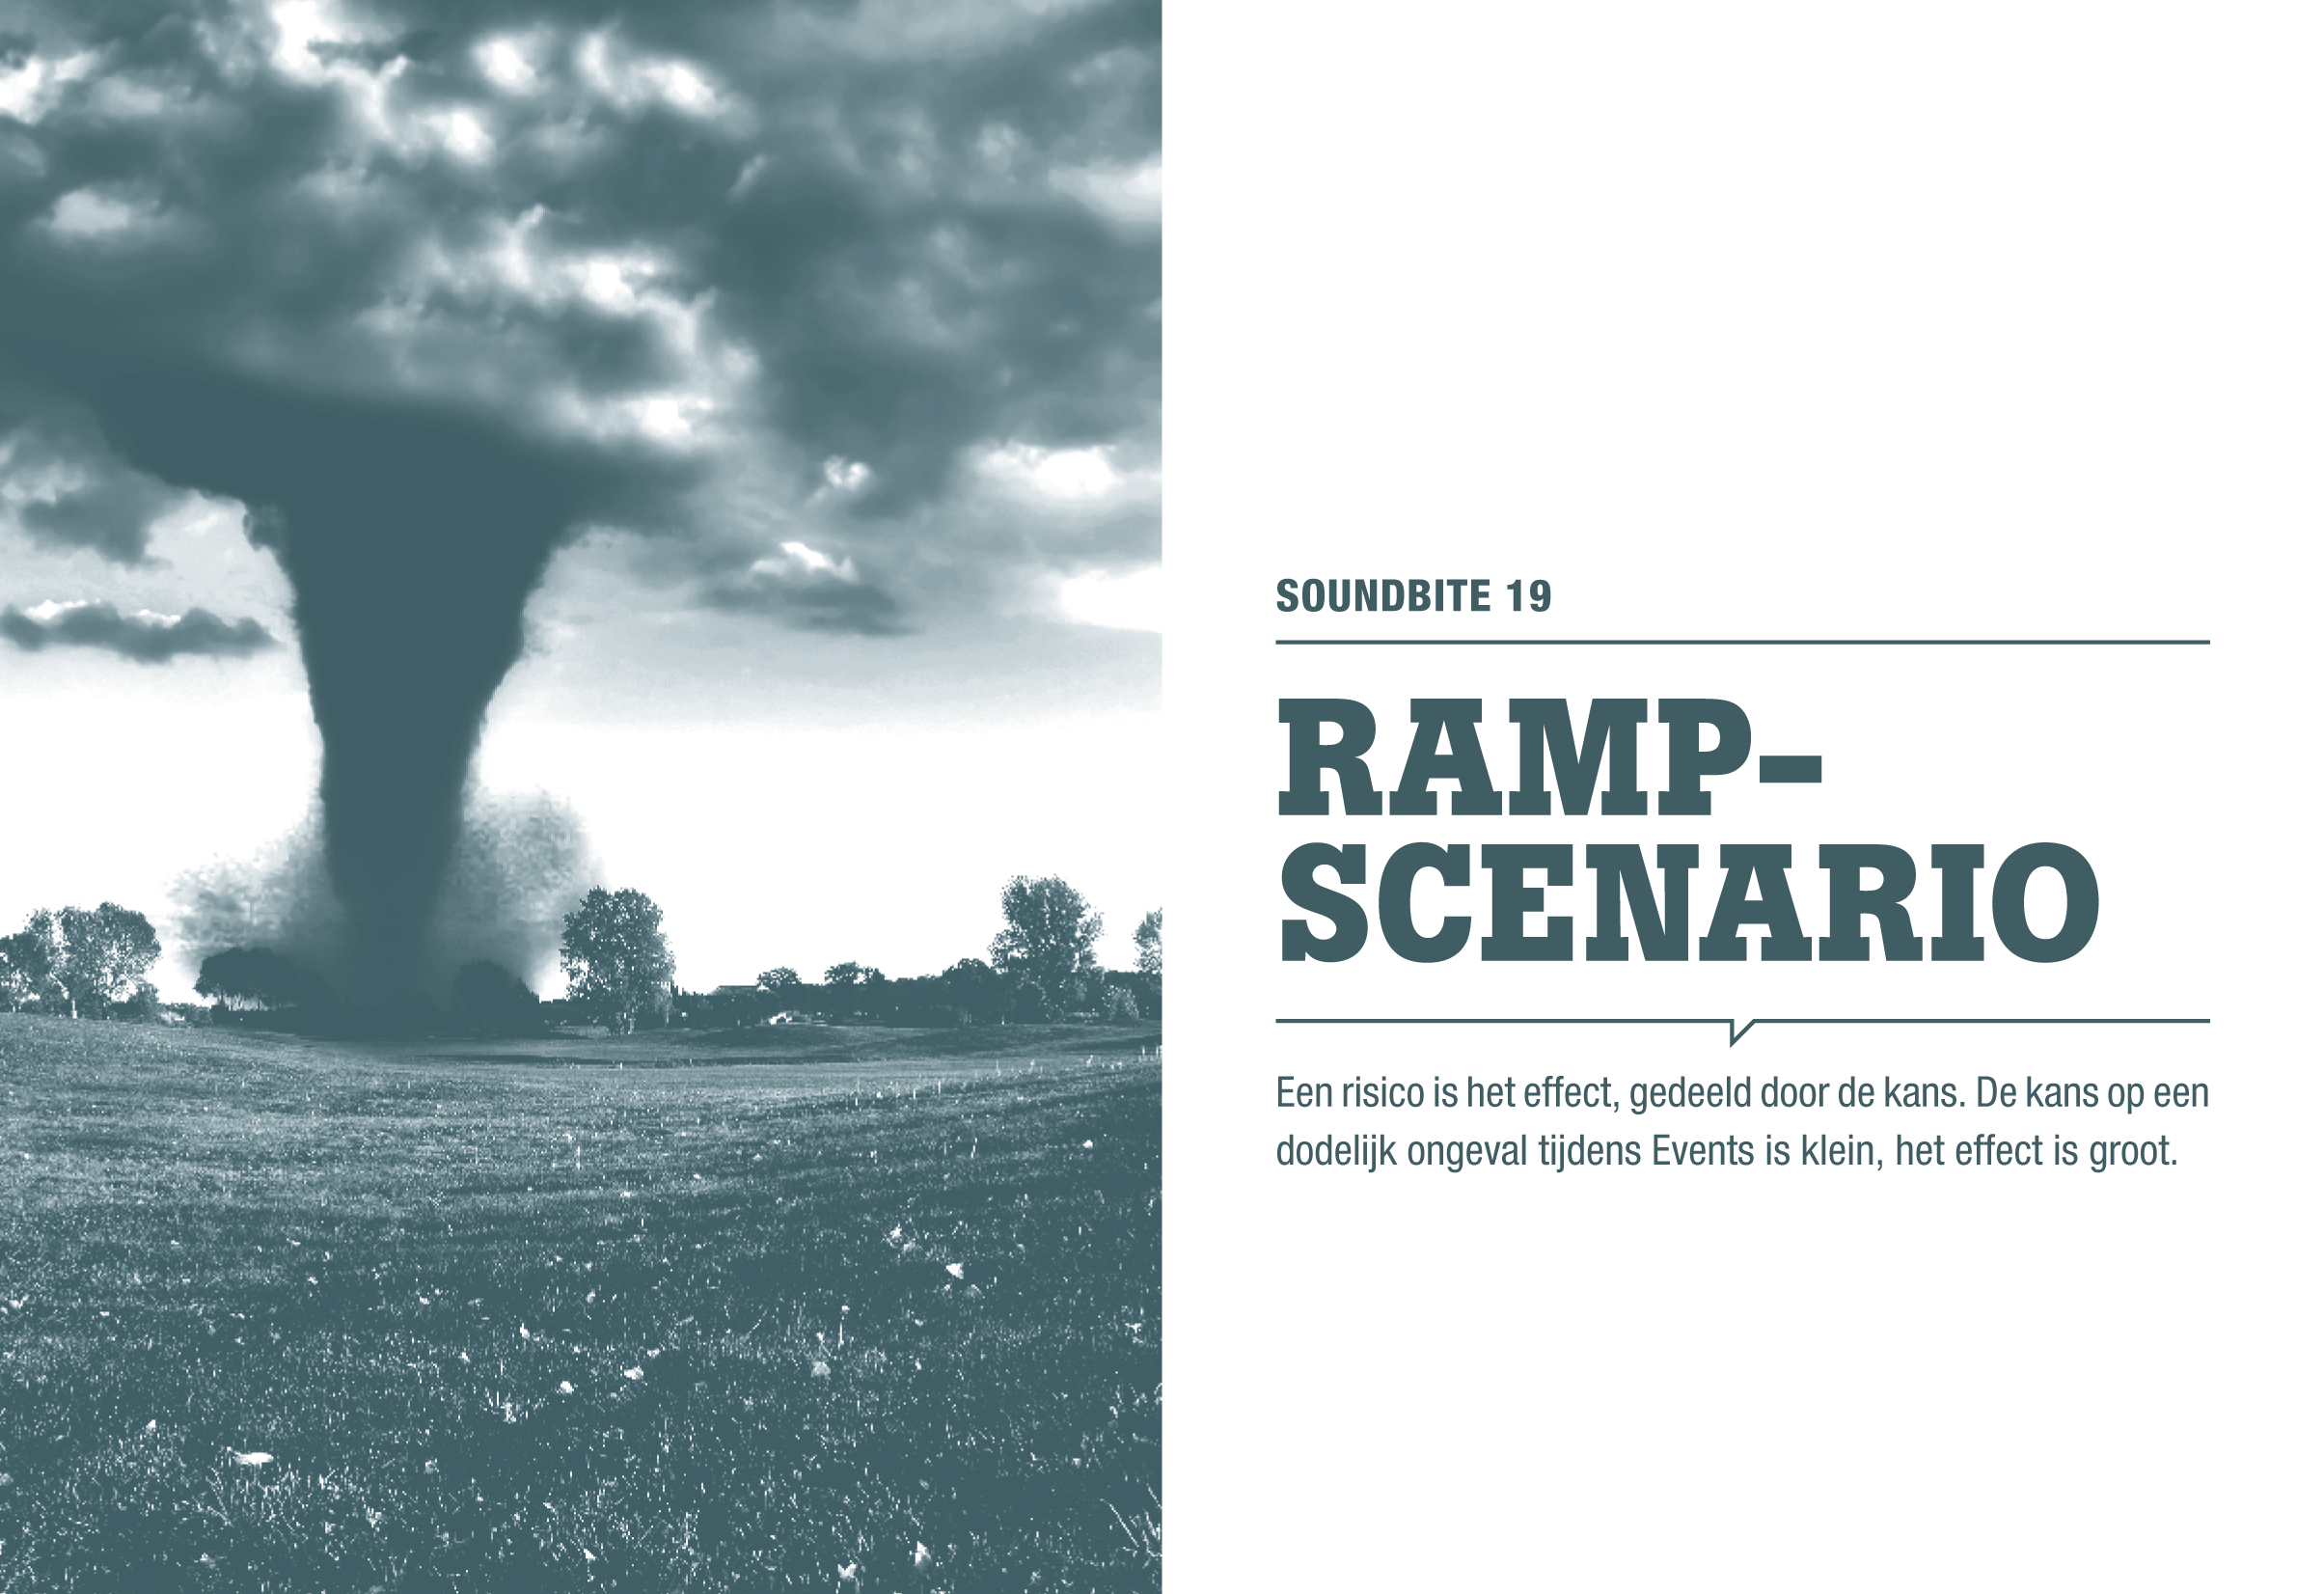 SOUNDBITE 19
RAMP-
SCENARIO
Een risico is het effect, gedeeld door de kans. De kans op een
dodelijk ongeval tijdens Events is klein, het effect is groot.